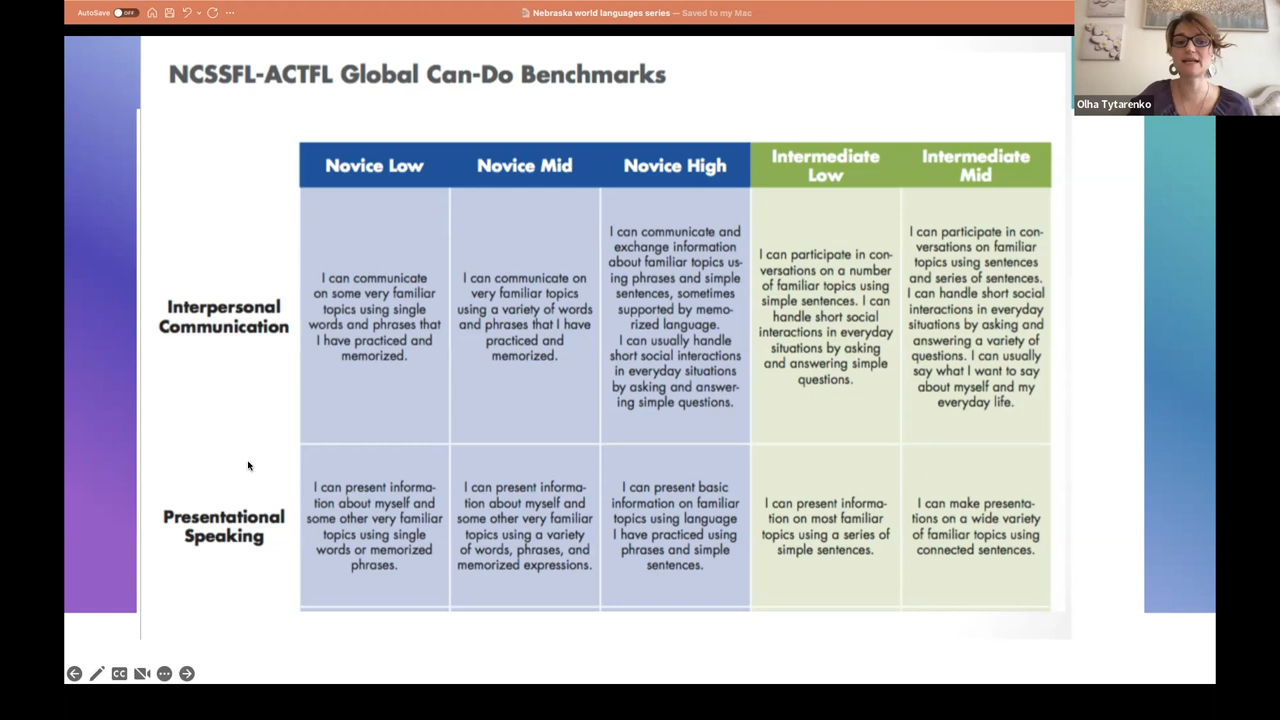 AutoSave OFF
Nebraska world languages series — Saved to my Mac
Olha Tytarenko
NCSSFL-ACTFL Global Can-Do Benchmarks
Novice Low
Novice Mid
Novice High
Intermediate
Low
Intermediate
Mid
Interpersonal
Communication
I can communicate
on some very familiar
topics using single
words and phrases that
I have practiced and
memorized.
I can communicate on
very familiar topics
using a variety of words
and phrases that I have
practiced and
memorized.
I can communicate and
exchange information
about familiar topics us-
ing phrases and simple
sentences, sometimes
supported by memo-
rized language.
I can usually handle
short social interactions
in everyday situations
by asking and answer-
ing simple questions.
I can participate in con-
versations on a number
of familiar topics using
simple sentences. I can
handle short social
interactions in everyday
situations by asking
and answering simple
questions.
I can participate in con-
versations on familiar
topics using sentences
and series of sentences.
I can handle short social
interactions in everyday
situations by asking and
answering a variety of
questions. I can usually
say what I want to say
about myself and my
everyday life.
Presentational
Speaking
I can present informa-
tion about myself and
some other very familiar
topics using single
words or memorized
phrases.
I can present informa-
tion about myself and
some other very familiar
topics using a variety
of words, phrases, and
memorized expressions.
I can present basic
information on familiar
topics using language
I have practiced using
phrases and simple
sentences.
I can present informa-
tion on most familiar
topics using a series of
simple sentences.
I can make presenta-
tions on a wide variety
of familiar topics using
connected sentences.
CC